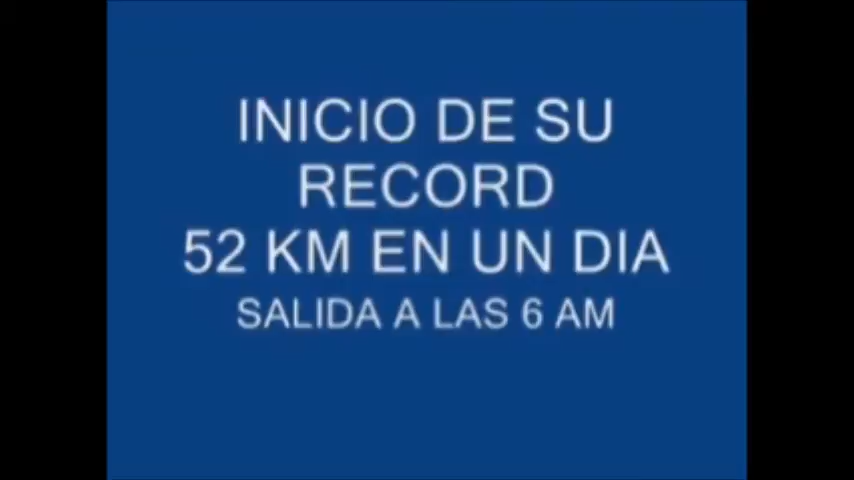 INICIO DE SU
RECORD
52 KM EN UN DIA
SALIDA A LAS 6 AM